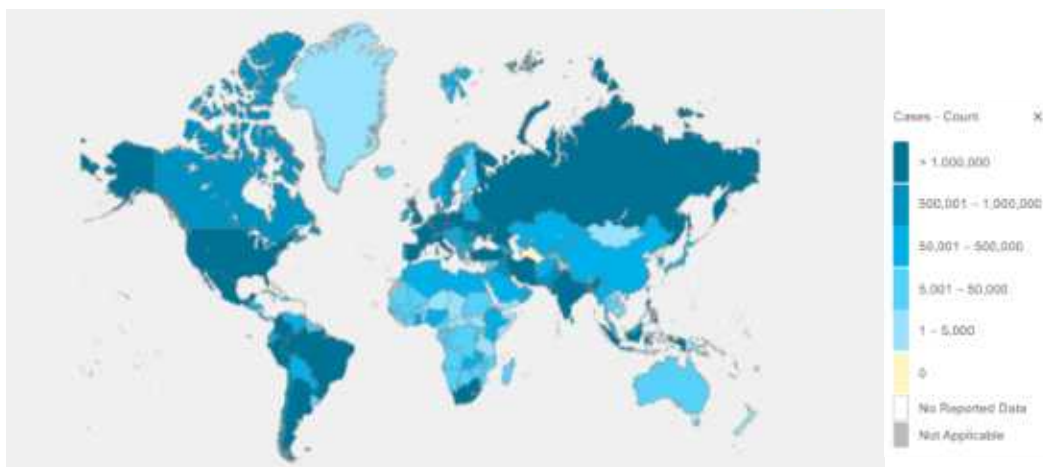 Cases - Count X
> 1,000,000
500,001 – 1,000,000
50,001 – 500,000
5,001 – 50,000
1 – 5,000
0
No Reported Data
Not Applicable